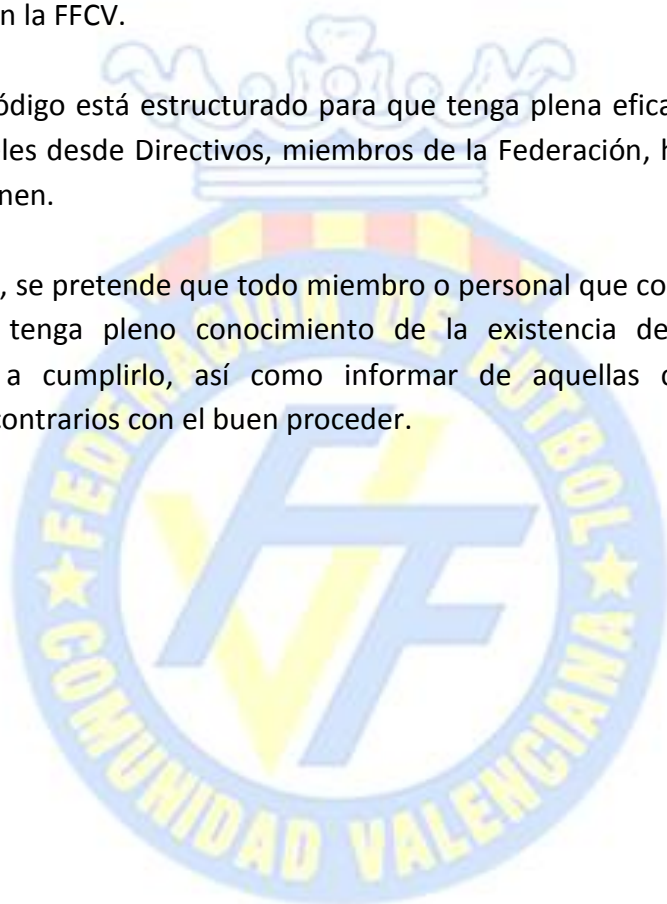 n la FFCV.
ódigo está estructurado para que tenga plena efica
les desde Directivos, miembros de la Federación, h
nen.
, se pretende que todo miembro o personal que co
tenga pleno conocimiento de la existencia de
a cumplirlo, así como informar de aquellas c
contrarios con el buen proceder.
FEDERACION DE FUTBOL
FFV
COMUNIDAD VALENCIANA